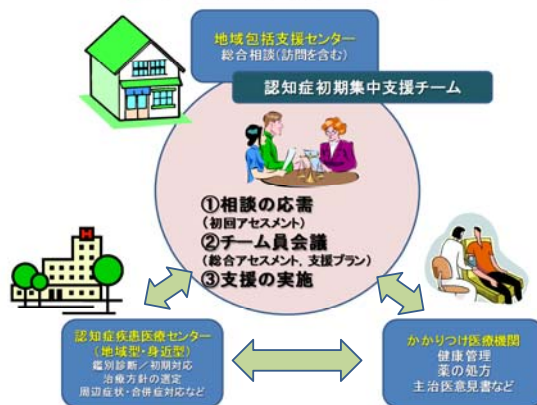 地域包括支援センター
総合相談(訪問を含む)
認知症初期集中支援チーム
①相談の応需
(初回アセスメント)
②チーム員会議
(総合アセスメント、支援プラン)
③支援の実施
H
認知症疾患医療センター
(地域型・身近型)
鑑別診断/初期対応
治療方針の選定
周辺症状・合併症対応など
かかりつけ医療機関
健康管理
薬の処方
主治医意見書など